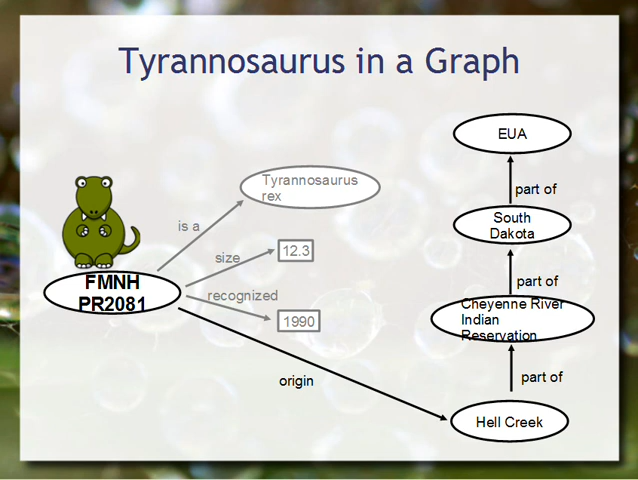 Tyrannosaurus in a Graph
EUA
part of
Tyrannosaurus
rex
South
Dakota
is a
size
12.3
part of
FMNH
PR2081
recognized
1990
Cheyenne River
Indian
Reservation
origin
part of
Hell Creek